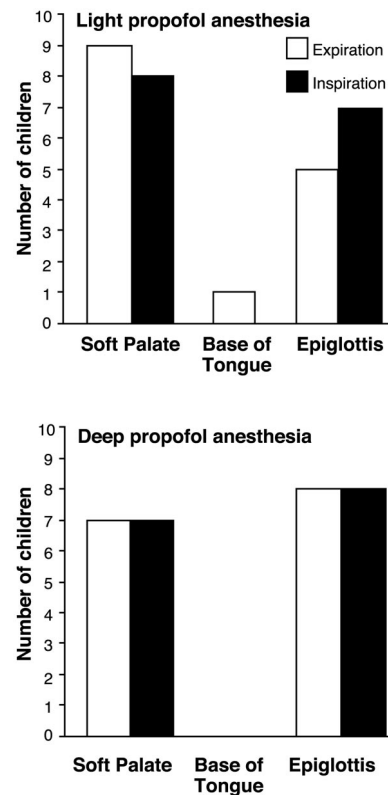 Light propofol anesthesia
10
9
8
7
6
5
4
3
2
1
0
Number of children
Expiration
Inspiration
Soft Palate
Base of
Tongue
Epiglottis
Deep propofol anesthesia
10
9
8
7
6
5
4
3
2
1
0
Number of children
Soft Palate
Base of
Tongue
Epiglottis